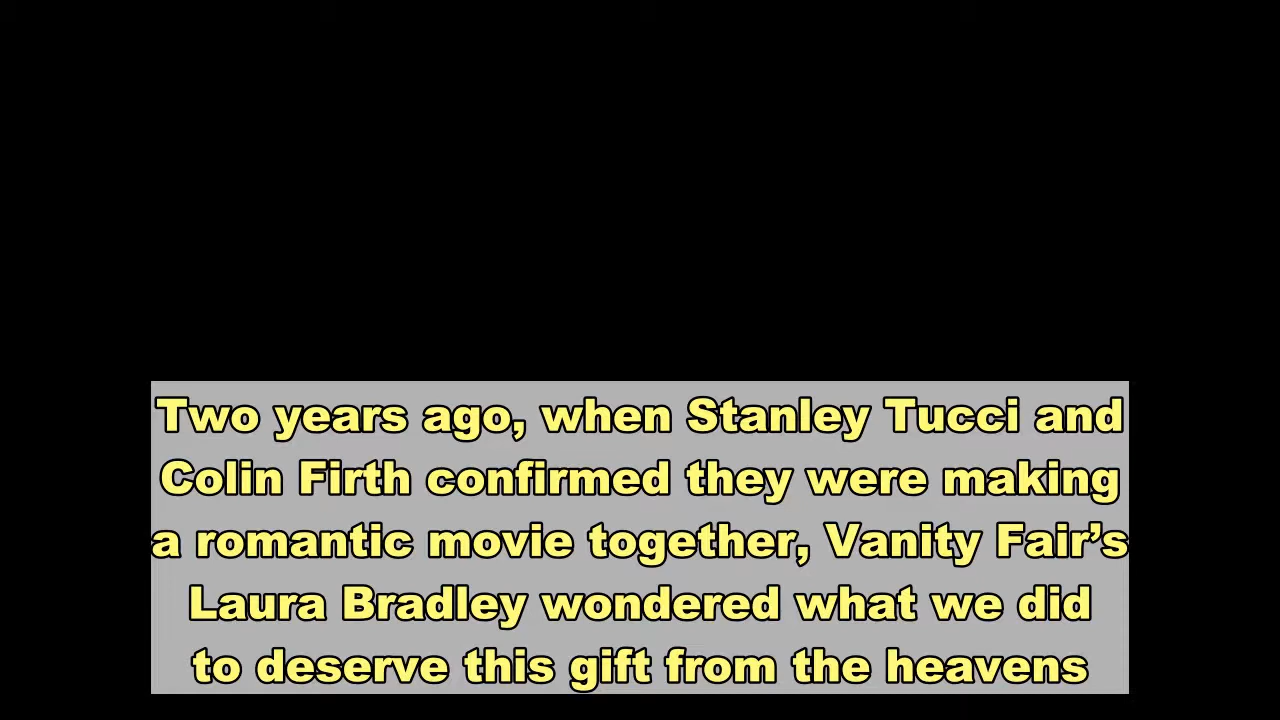 Two years ago, when Stanley Tucci and
Colin Firth confirmed they were making
a romantic movie together, Vanity Fair’s
Laura Bradley wondered what we did
to deserve this gift from the heavens